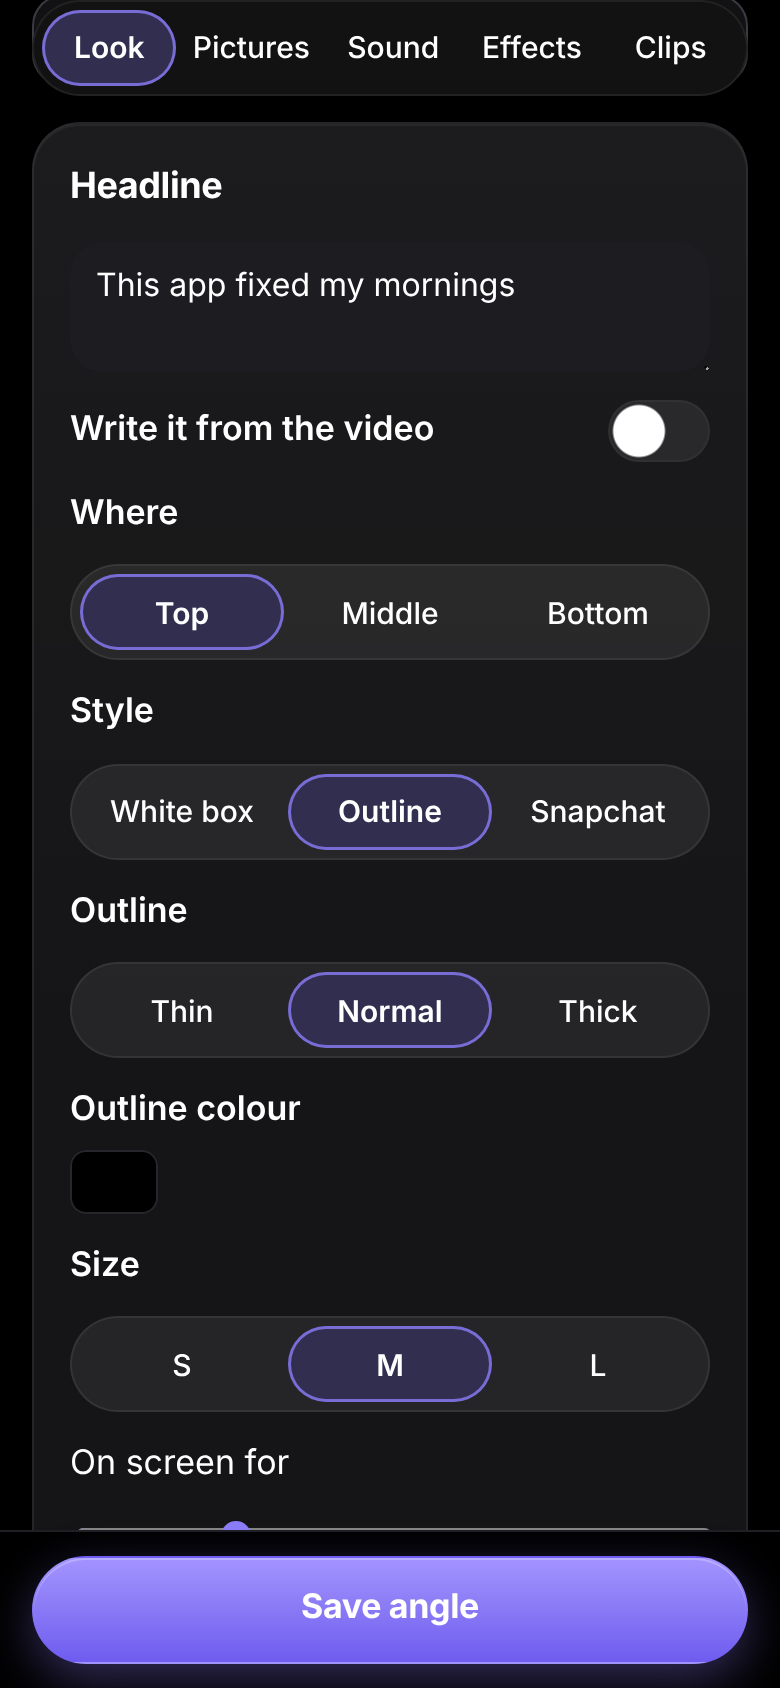 Look Pictures Sound Effects Clips
Headline
This app fixed my mornings
Write it from the video
Where
Top Middle Bottom
Style
White box Outline Snapchat
Outline
Thin Normal Thick
Outline colour
Size
S M L
On screen for
Save angle